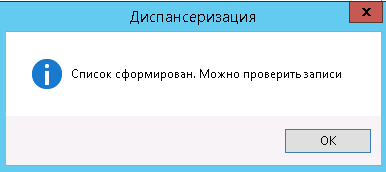 Диспансеризация
x
Список сформирован. Можно проверить записи
OK